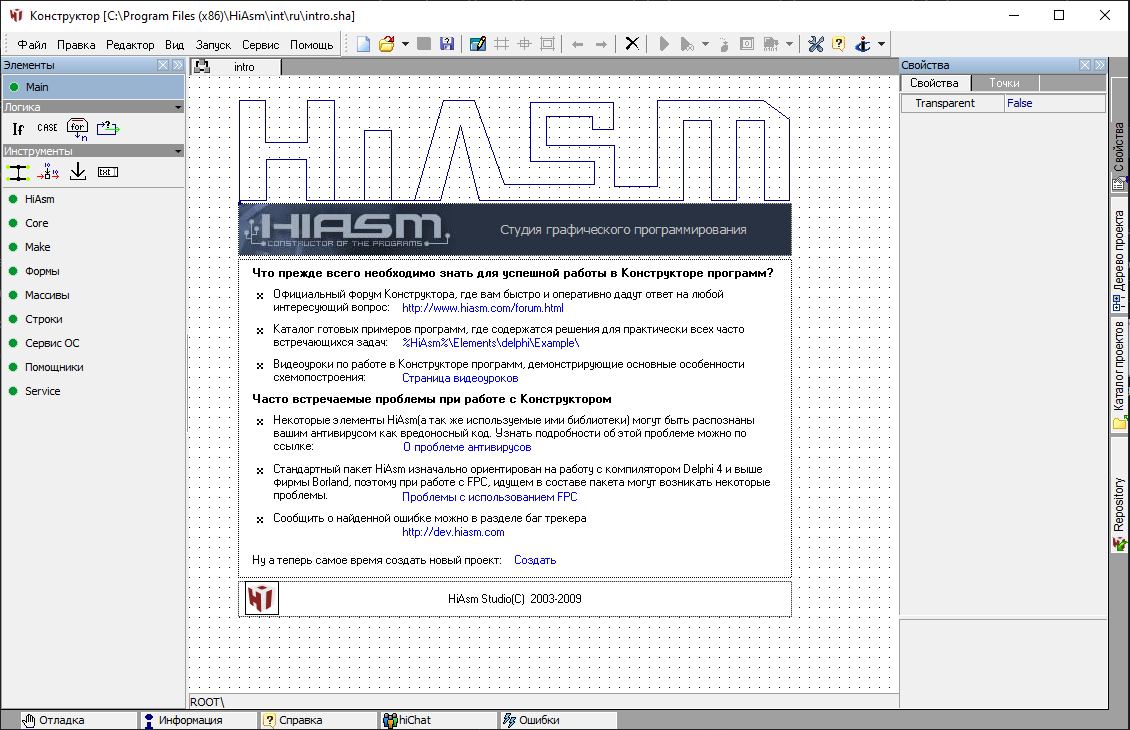 Конструктор [C:\Program Files (x86)\HiAsm\int\ru\intro.sha]
Файл Правка Редактор Вид Запуск Сервис Помощь
Элементы
Main
Логика
If CASE for n ?
Инструменты
txt
HiAsm
Core
Make
Формы
Массивы
Строки
Сервис ОС
Помощники
Service
intro
HiAsm
HIASM
CONSTRUCTOR OF THE PROGRAMS
Студия графического программирования
Что прежде всего необходимо знать для успешной работы в Конструкторе программ?
Официальный форум Конструктора, где вам быстро и оперативно дадут ответ на любой
интересующий вопрос: http://www.hiasm.com/forum.html
Каталог готовых примеров программ, где содержатся решения для практически всех часто
встречающихся задач: %HiAsm%\Elements\delphi\Example\
Видеоуроки по работе в Конструкторе программ, демонстрирующие основные особенности
схемопостроения: Страница видеоуроков
Часто встречаемые проблемы при работе с Конструктором
Некоторые элементы HiAsm(а так же используемые ими библиотеки) могут быть распознаны
вашим антивирусом как вредоносный код. Узнать подробности об этой проблеме можно по
ссылке: О проблеме антивирусов
Стандартный пакет HiAsm изначально ориентирован на работу с компилятором Delphi 4 и выше
фирмы Borland, поэтому при работе с FPC, идущем в составе пакета могут возникать некоторые
проблемы. Проблемы с использованием FPC
Сообщить о найденной ошибке можно в разделе баг трекера
http://dev.hiasm.com
Ну а теперь самое время создать новый проект: Создать
HiAsm Studio(C) 2003-2009
ROOT\
Свойства
Свойства Точки
Transparent False
Свойства
Дерево проекта
Каталог проектов
Repository
Отладка Информация Справка hiChat Ошибки